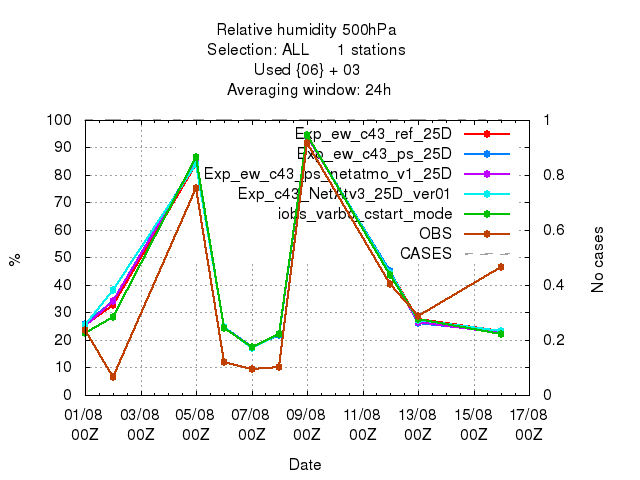 Relative humidity 500hPa
Selection: ALL 1 stations
Used {06} + 03
Averaging window: 24h
100
90
80
70
60
50
40
30
20
10
0
%
1
0.8
0.6
0.4
0.2
0
No cases
Exp_ew_c43_ref_25D
Exp_ew_c43_ps_25D
Exp_ew_c43_ps_netatmo_v1_25D
Exp_c43_NetAtv3_25D_ver01
iobs_varbc_cstart_mode
OBS
CASES
01/08 03/08 05/08 07/08 09/08 11/08 13/08 15/08 17/08
00Z 00Z 00Z 00Z 00Z 00Z 00Z 00Z 00Z
Date